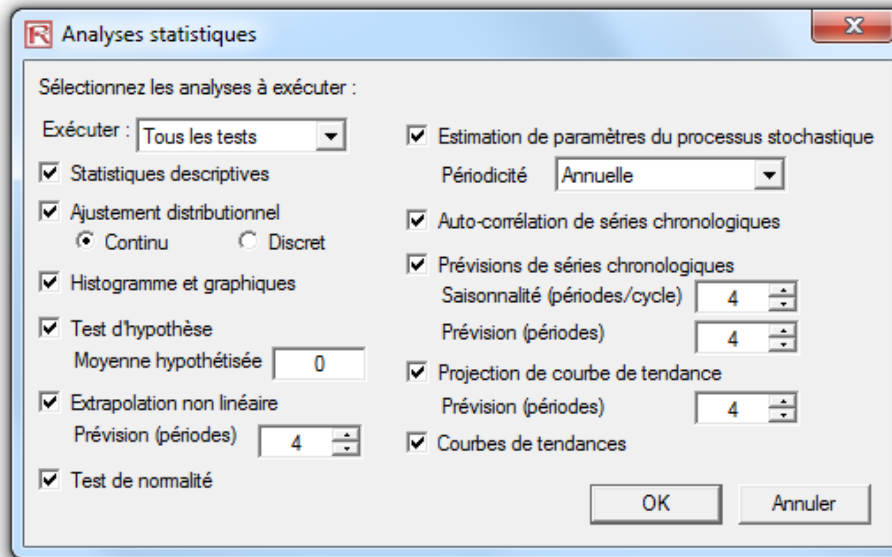 Analyses statistiques
Sélectionnez les analyses à exécuter :
Exécuter : Tous les tests
Statistiques descriptives
Ajustement distributionnel
Continu Discret
Histogramme et graphiques
Test d'hypothèse
Moyenne hypothétisée 0
Extrapolation non linéaire
Prévision (périodes) 4
Test de normalité
Estimation de paramètres du processus stochastique
Périodicité Annuelle
Auto-corrélation de séries chronologiques
Prévisions de séries chronologiques
Saisonnalité (périodes/cycle) 4
Prévision (périodes) 4
Projection de courbe de tendance
Prévision (périodes) 4
Courbes de tendances
OK Annuler